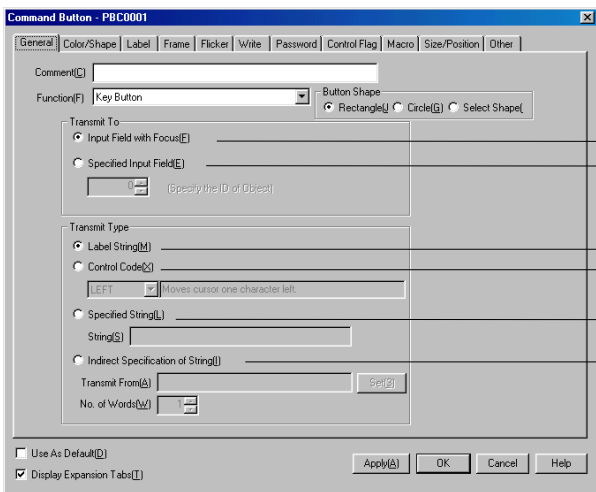 Command Button - PBC0001
General Color/Shape Label Frame Flicker Write Password Control Flag Macro Size/Position Other
Comment(C)
Function(F) Key Button
Button Shape
Rectangle(J Circle(G) Select Shape(
Transmit To
Input Field with Focus(F)
Specified Input Field(E)
0 (Specify the ID of Object)
Transmit Type
Label String(M)
Control Code(X)
LEFT Moves cursor one character left.
Specified String(L)
String(S)
Indirect Specification of String(I)
Transmit From(A) Set(3)
No. of Words(W) 1
Use As Default(D)
Display Expansion Tabs(T)
Apply(A) OK Cancel Help